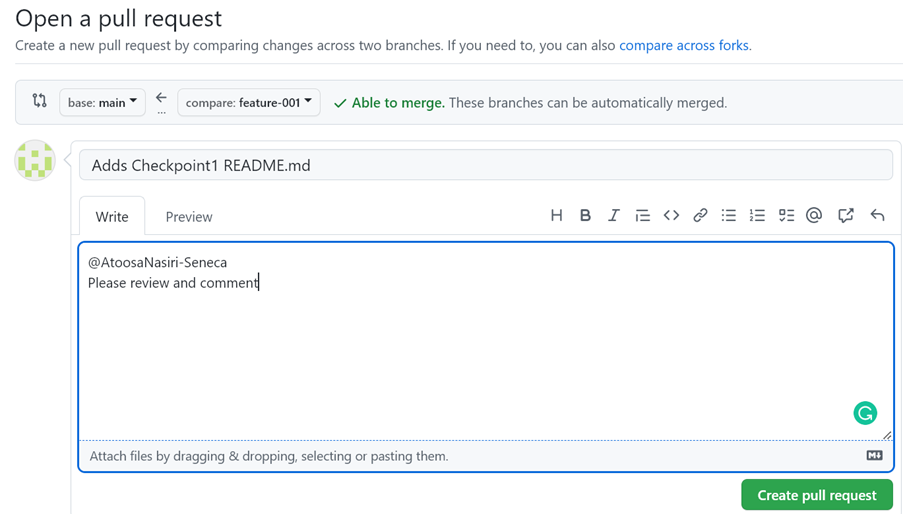 Open a pull request
Create a new pull request by comparing changes across two branches. If you need to, you can also compare across forks.
base: main ← compare: feature-001 ✓ Able to merge. These branches can be automatically merged.
...
Adds Checkpoint1 README.md
Write Preview H B I @
@AtoosaNasiri-Seneca
Please review and comment
G
Attach files by dragging & dropping, selecting or pasting them. M↓
Create pull request